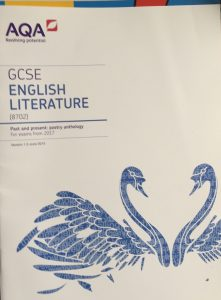 AQA
Realising potential
GCSE
ENGLISH
LITERATURE
(8702)
Past and present: poetry anthology
For exams from 2017